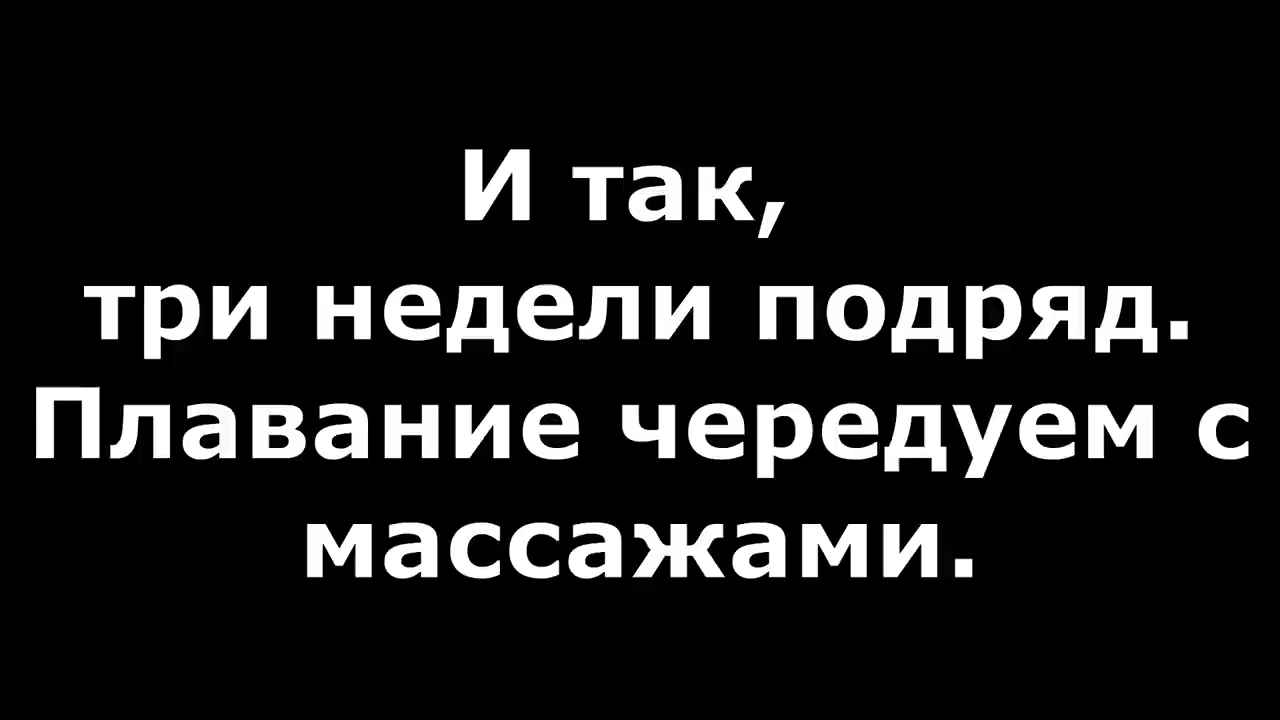 И так,
три недели подряд.
Плавание чередуем с
массажами.